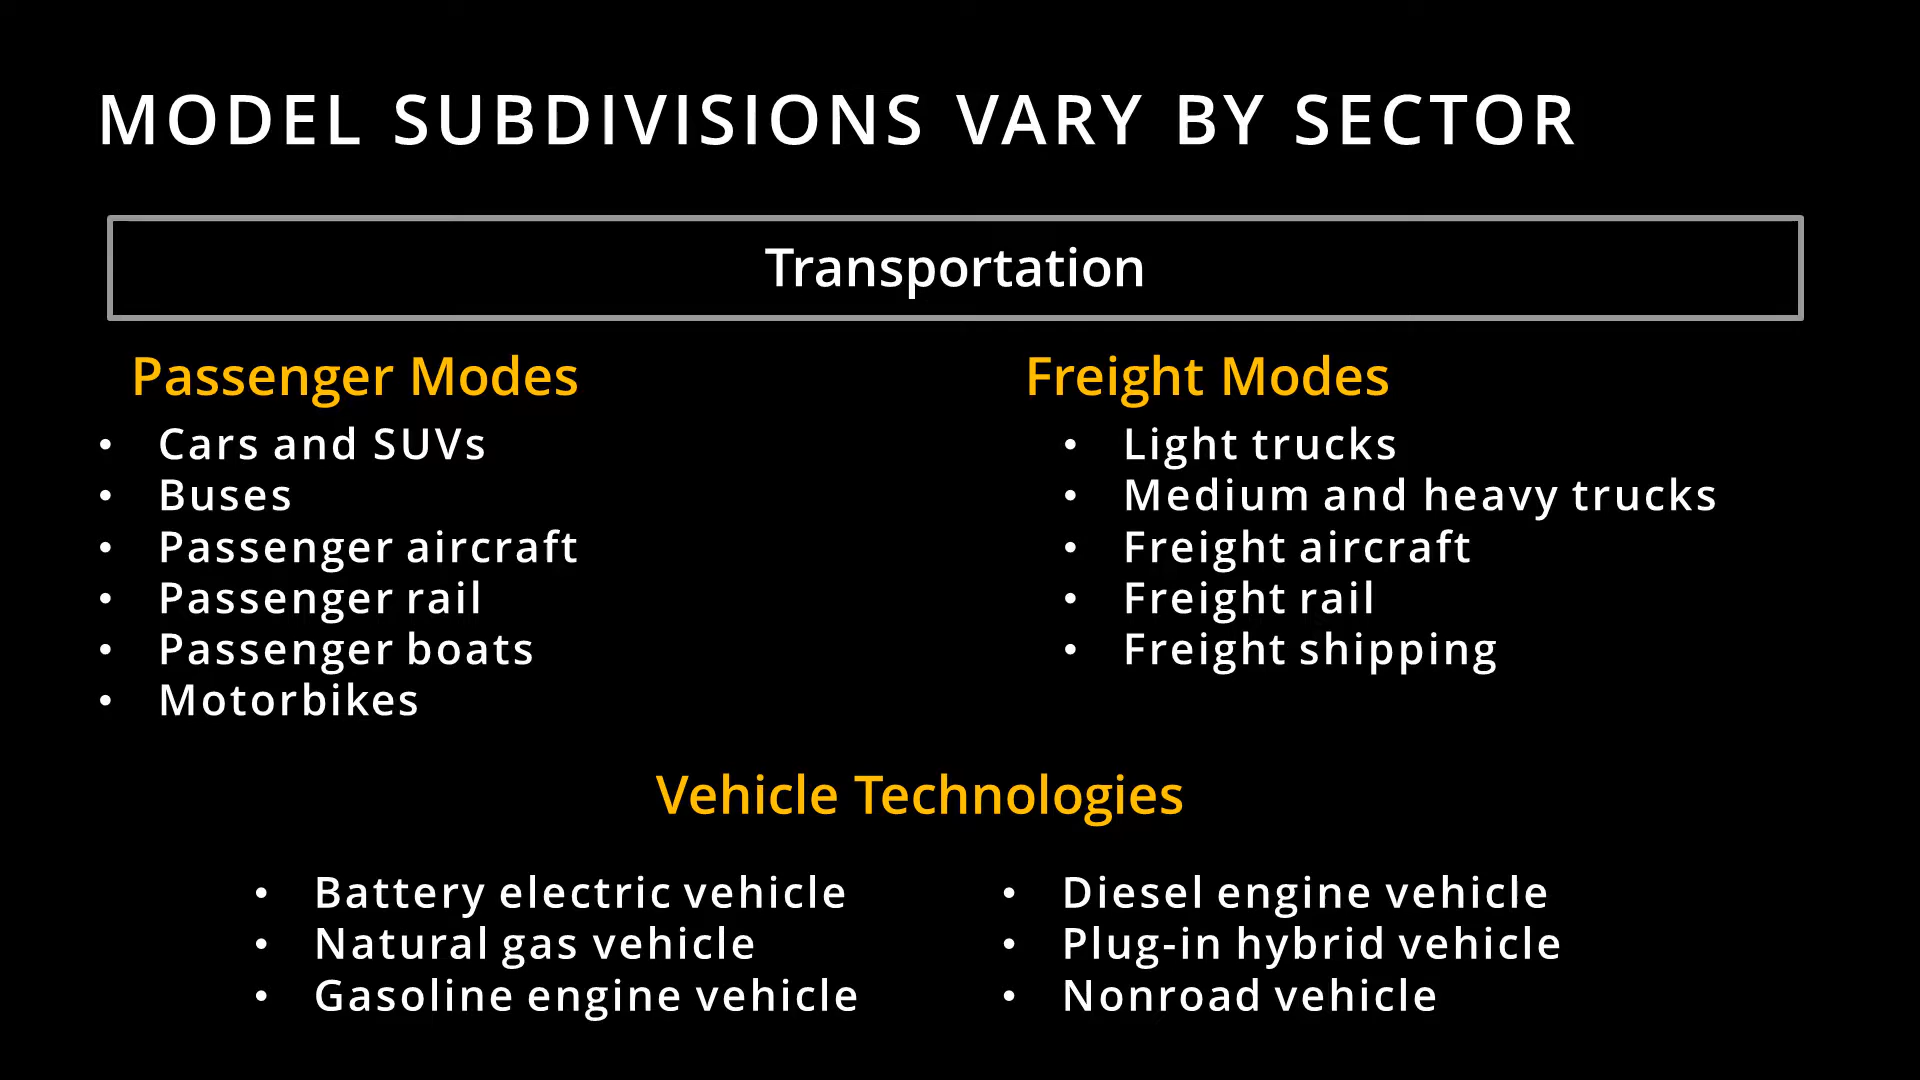 MODEL SUBDIVISIONS VARY BY SECTOR
Transportation
Passenger Modes
• Cars and SUVs
• Buses
• Passenger aircraft
• Passenger rail
• Passenger boats
• Motorbikes
Freight Modes
• Light trucks
• Medium and heavy trucks
• Freight aircraft
• Freight rail
• Freight shipping
Vehicle Technologies
• Battery electric vehicle
• Natural gas vehicle
• Gasoline engine vehicle
• Diesel engine vehicle
• Plug-in hybrid vehicle
• Nonroad vehicle